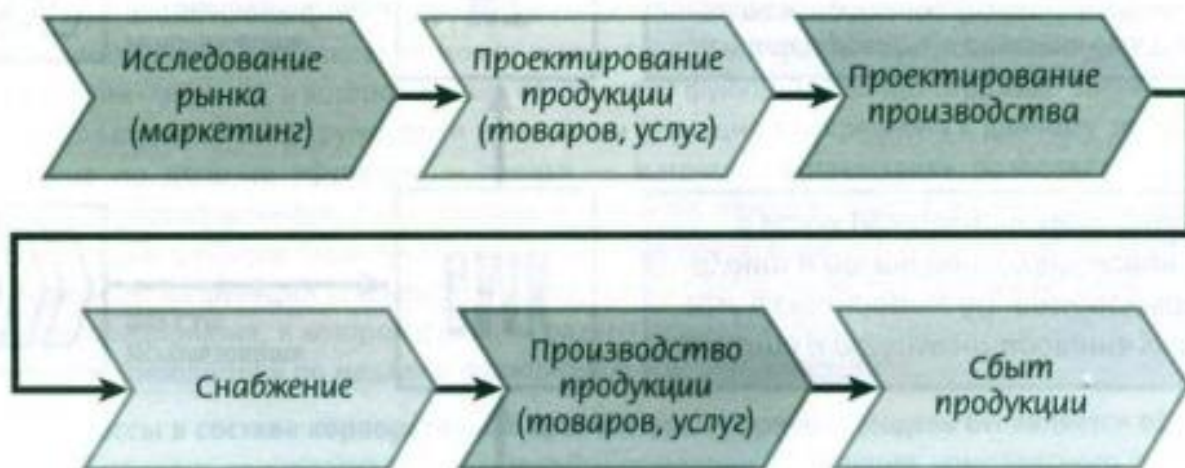 Исследование
рынка
(маркетинг)
Проектирование
продукции
(товаров, услуг)
Проектирование
производства
Снабжение
Производство
продукции
(товаров, услуг)
Сбыт
продукции